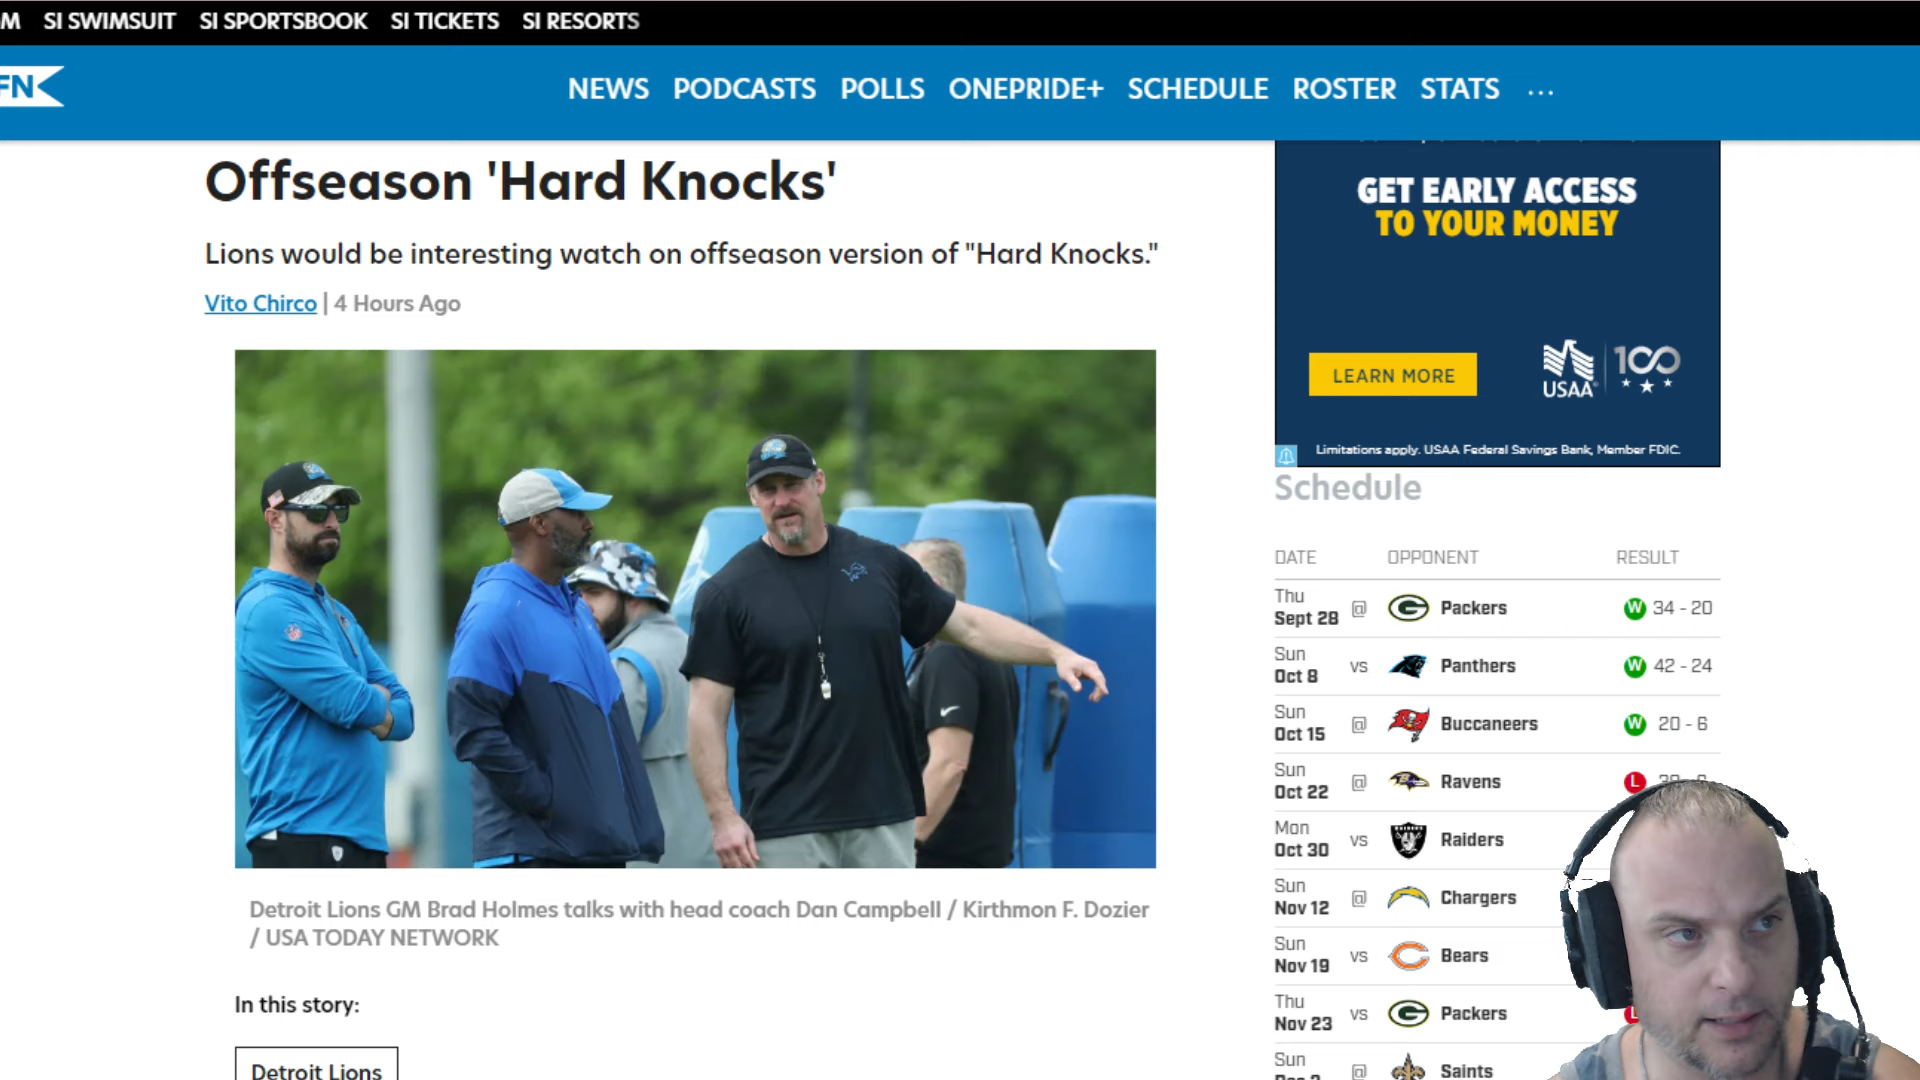 SI SWIMSUIT SI SPORTSBOOK SI TICKETS SI RESORTS
FN
NEWS PODCASTS POLLS ONEPRIDE+ SCHEDULE ROSTER STATS ...
Offseason 'Hard Knocks'
Lions would be interesting watch on offseason version of "Hard Knocks."
Vito Chirco | 4 Hours Ago
Detroit Lions GM Brad Holmes talks with head coach Dan Campbell / Kirthmon F. Dozier
/ USA TODAY NETWORK
In this story:
Detroit Lions
GET EARLY ACCESS
TO YOUR MONEY
LEARN MORE
USAA
100
Limitations apply. USAA Federal Savings Bank, Member FDIC.
Schedule
DATE OPPONENT RESULT
Thu
Sept 28 @ Packers W 34 - 20
Sun
Oct 8 vs Panthers W 42 - 24
Sun
Oct 15 @ Buccaneers W 20 - 6
Sun
Oct 22 @ Ravens L
Mon
Oct 30 vs Raiders
Sun
Nov 12 @ Chargers
Sun
Nov 19 vs Bears
Thu
Nov 23 vs Packers L
Sun
@ Saints